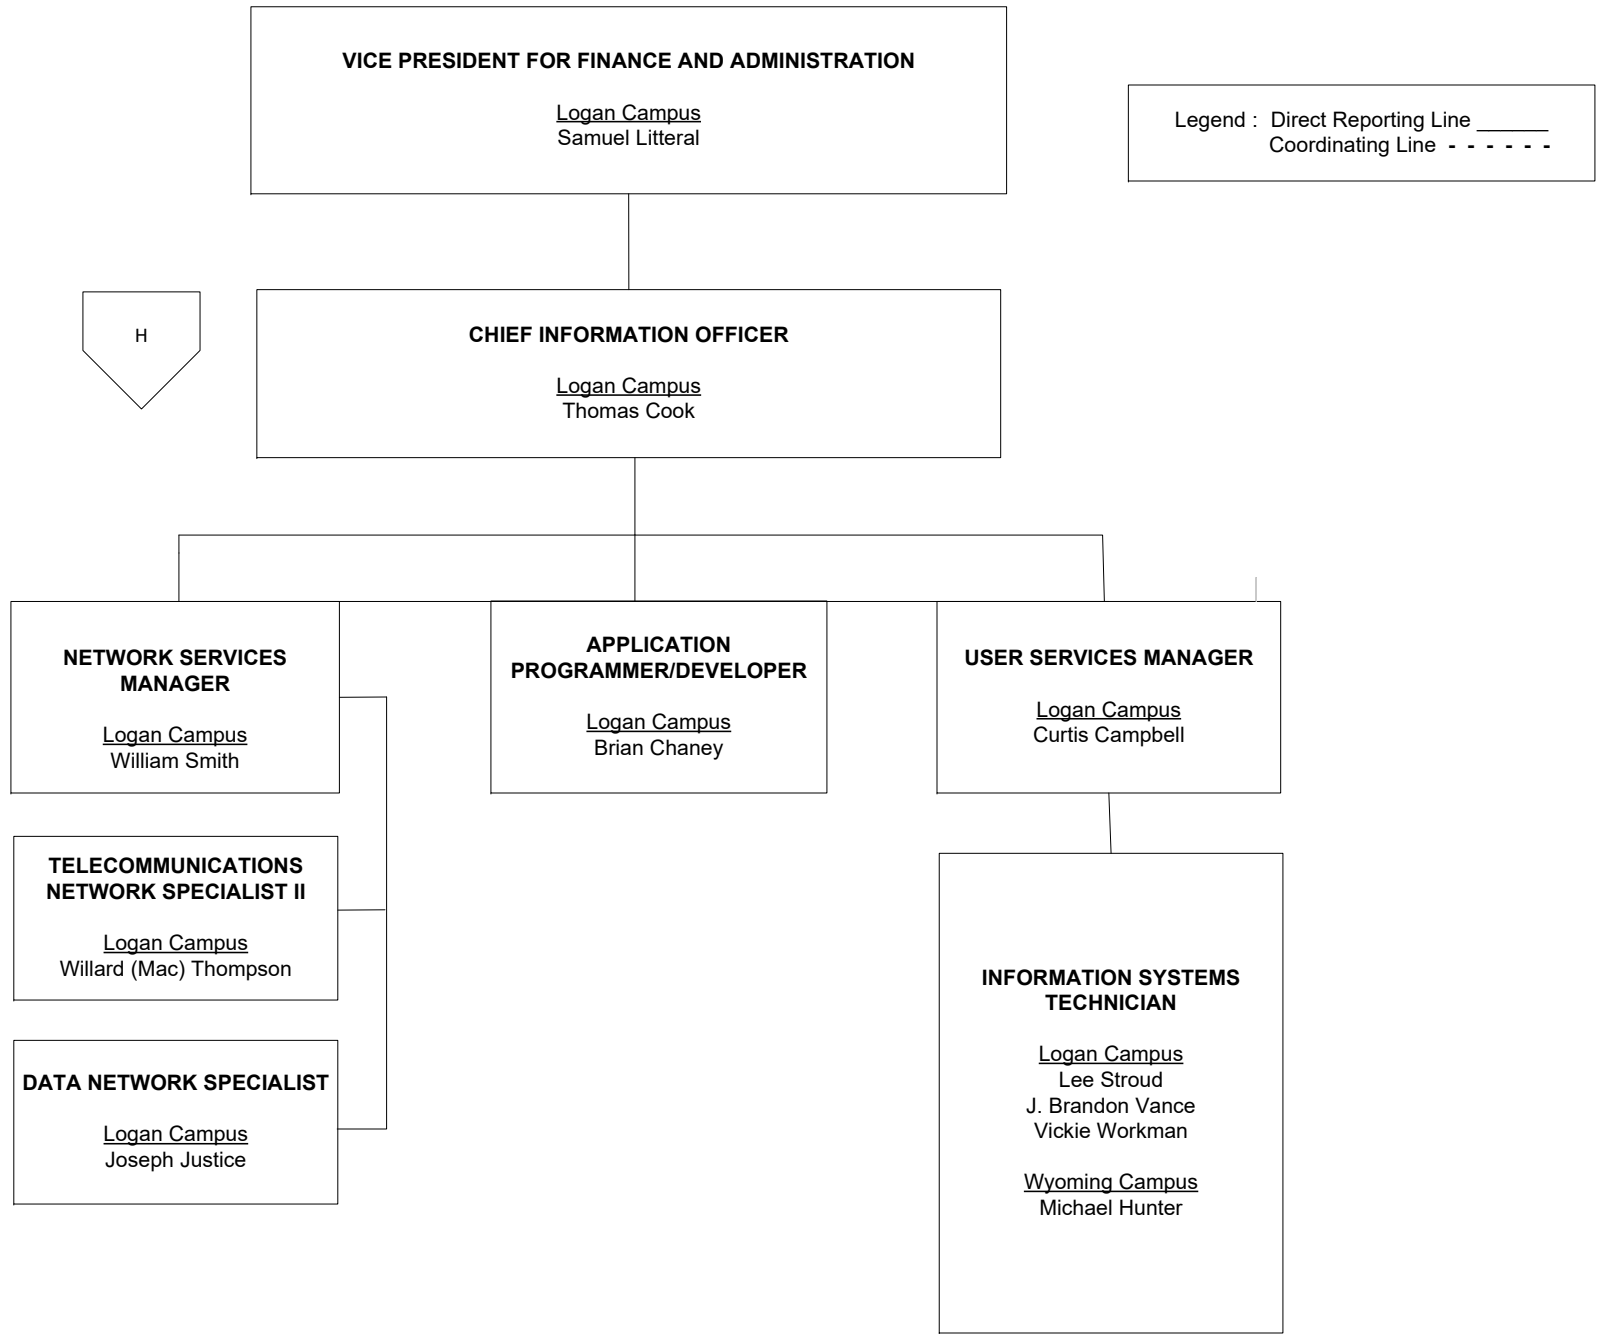 VICE PRESIDENT FOR FINANCE AND ADMINISTRATION
Logan Campus
Samuel Litteral
Legend : Direct Reporting Line ______
Coordinating Line - - - - - -
H
CHIEF INFORMATION OFFICER
Logan Campus
Thomas Cook
NETWORK SERVICES
MANAGER
Logan Campus
William Smith
APPLICATION
PROGRAMMER/DEVELOPER
Logan Campus
Brian Chaney
USER SERVICES MANAGER
Logan Campus
Curtis Campbell
TELECOMMUNICATIONS
NETWORK SPECIALIST II
Logan Campus
Willard (Mac) Thompson
DATA NETWORK SPECIALIST
Logan Campus
Joseph Justice
INFORMATION SYSTEMS
TECHNICIAN
Logan Campus
Lee Stroud
J. Brandon Vance
Vickie Workman
Wyoming Campus
Michael Hunter